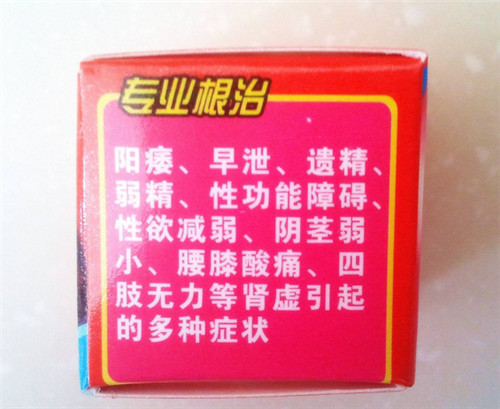 专业根治
阳痿、早泄、遗精、
弱精、性功能障碍、
性欲减弱、阴茎弱
小、腰膝酸痛、四
肢无力等肾虚引起
的多种症状